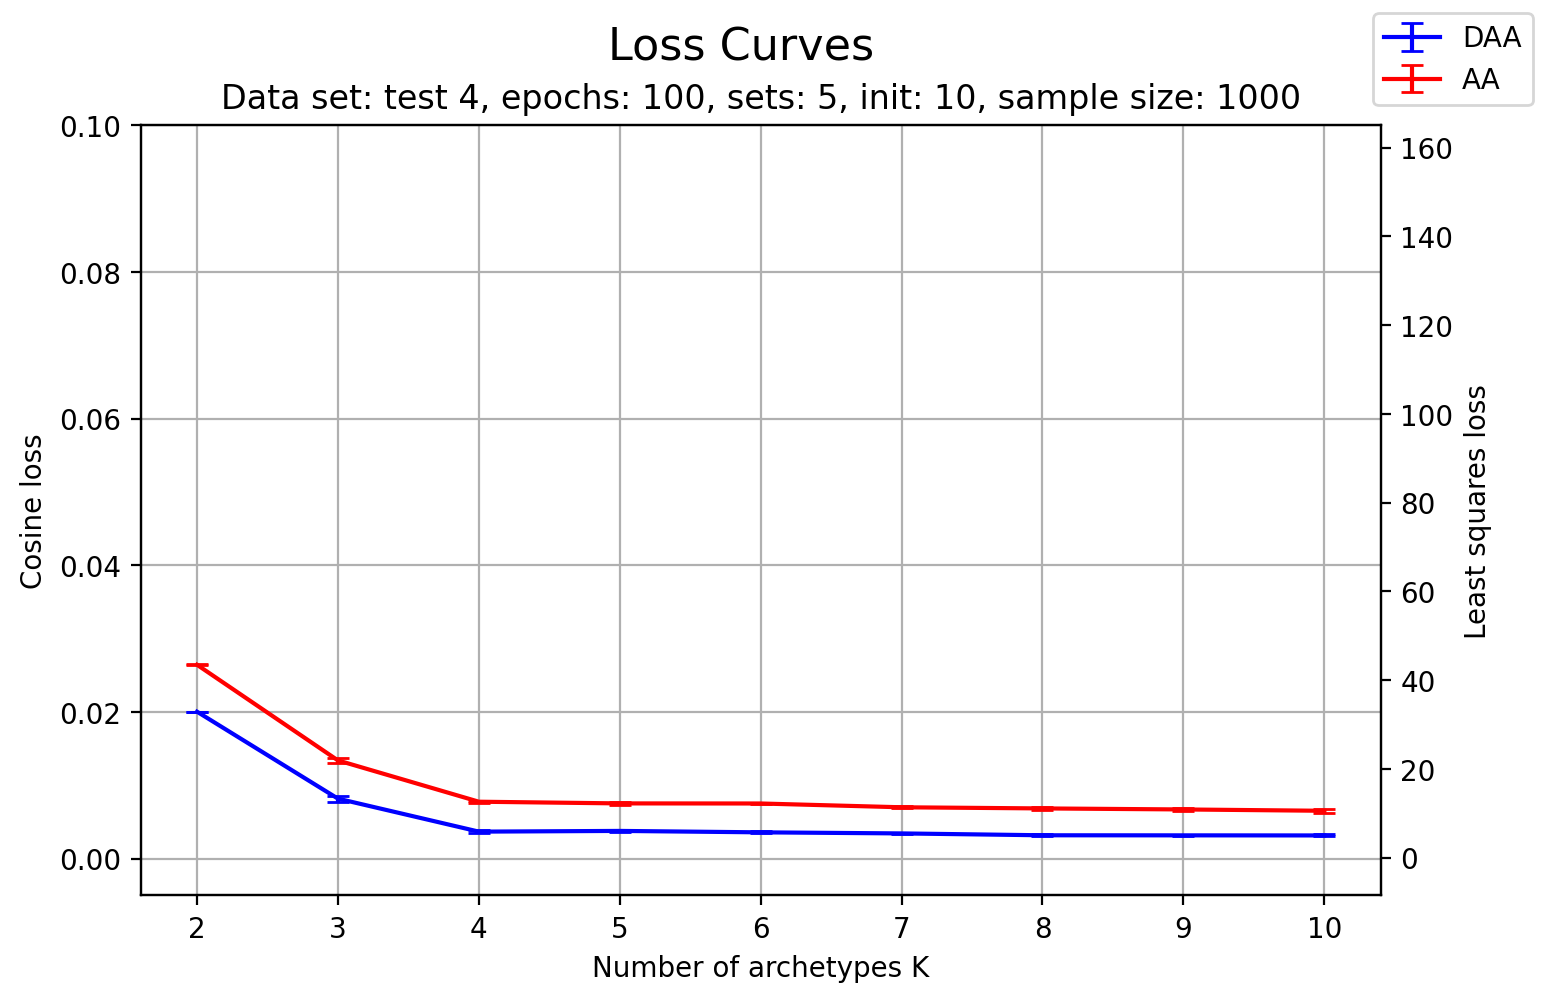 Loss Curves
DAA
AA
Data set: test 4, epochs: 100, sets: 5, init: 10, sample size: 1000
0.10
0.08
0.06
0.04
0.02
0.00
Cosine loss
160
140
120
100
80
60
40
20
0
Least squares loss
2 3 4 5 6 7 8 9 10
Number of archetypes K